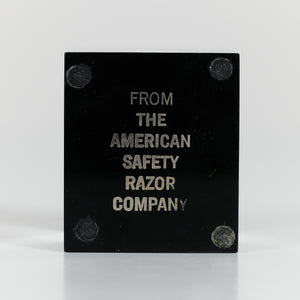 FROM
THE
AMERICAN
SAFETY
RAZOR
COMPANY